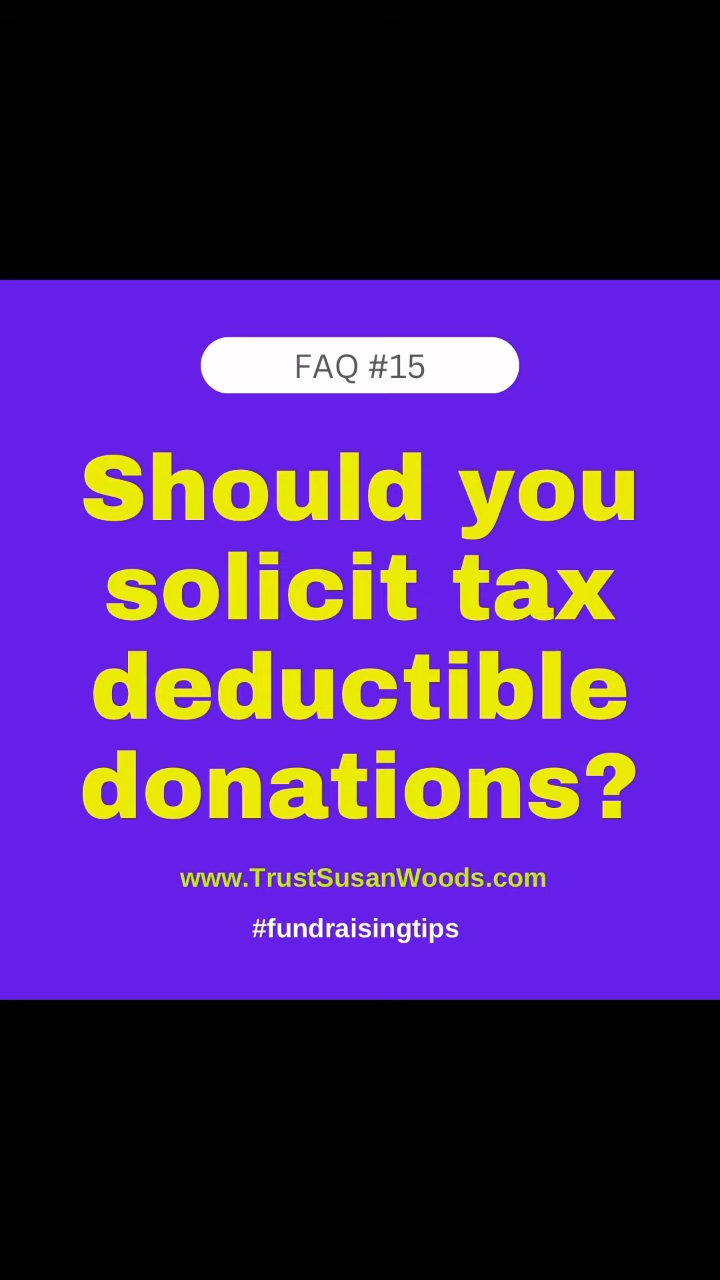 FAQ #15
Should you
solicit tax
deductible
donations?
www.TrustSusanWoods.com
#fundraisingtips